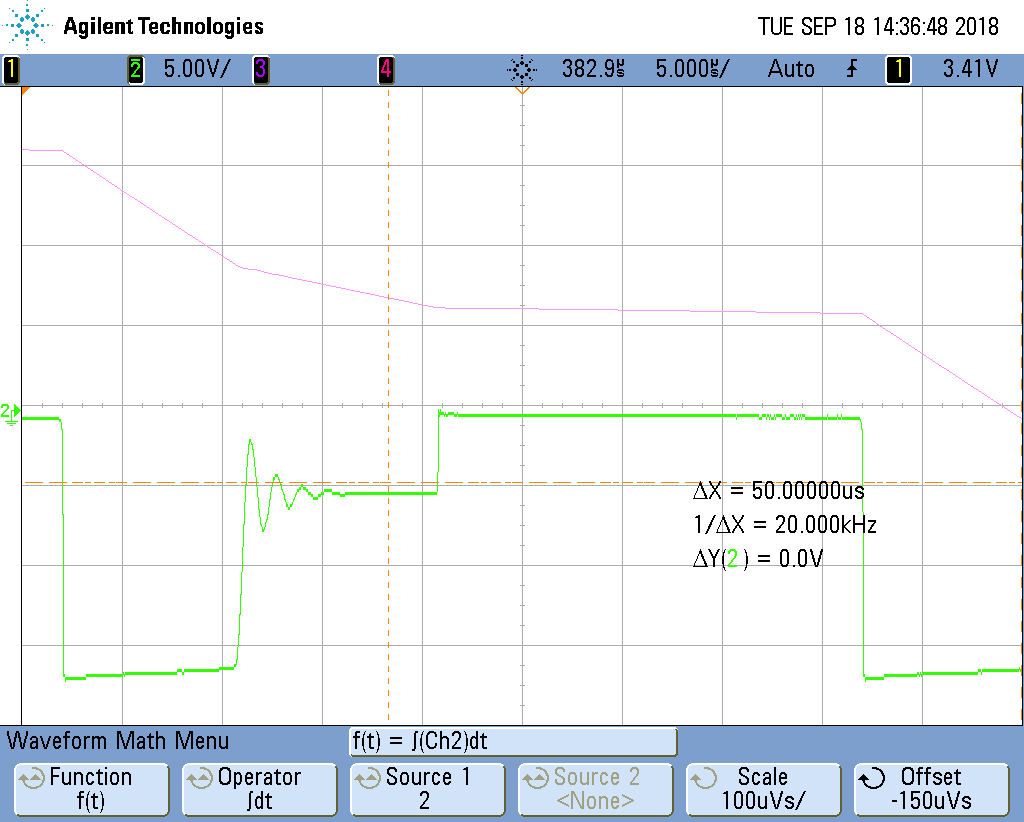 Agilent Technologies TUE SEP 18 14:36:48 2018
1 2 5.00V/ 3 4 382.9µs 5.000µs/ Auto 1 3.41V
2
ΔX = 50.00000us
1/ΔX = 20.000kHz
ΔY(2) = 0.0V
Waveform Math Menu f(t) = ∫(Ch2)dt
Function Operator Source 1 Source 2 Scale Offset
f(t) ∫dt 2 <None> 100uVs/ -150uVs